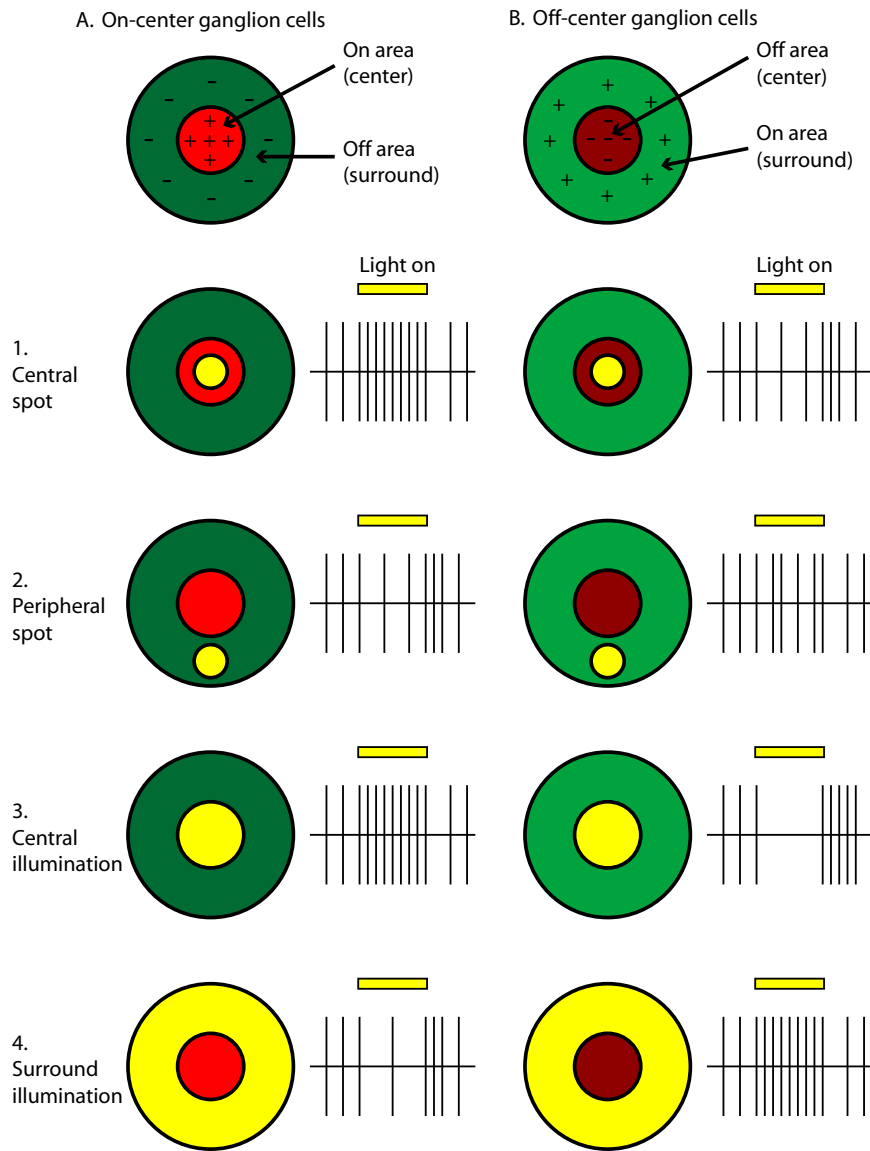 A. On-center ganglion cells
B. Off-center ganglion cells
On area
(center)
Off area
(surround)
Off area
(center)
On area
(surround)
+
+ + +
+
- - - - - - - -
-
- - -
-
+ + + + + + + +
Light on
Light on
1.
Central
spot
2.
Peripheral
spot
3.
Central
illumination
4.
Surround
illumination